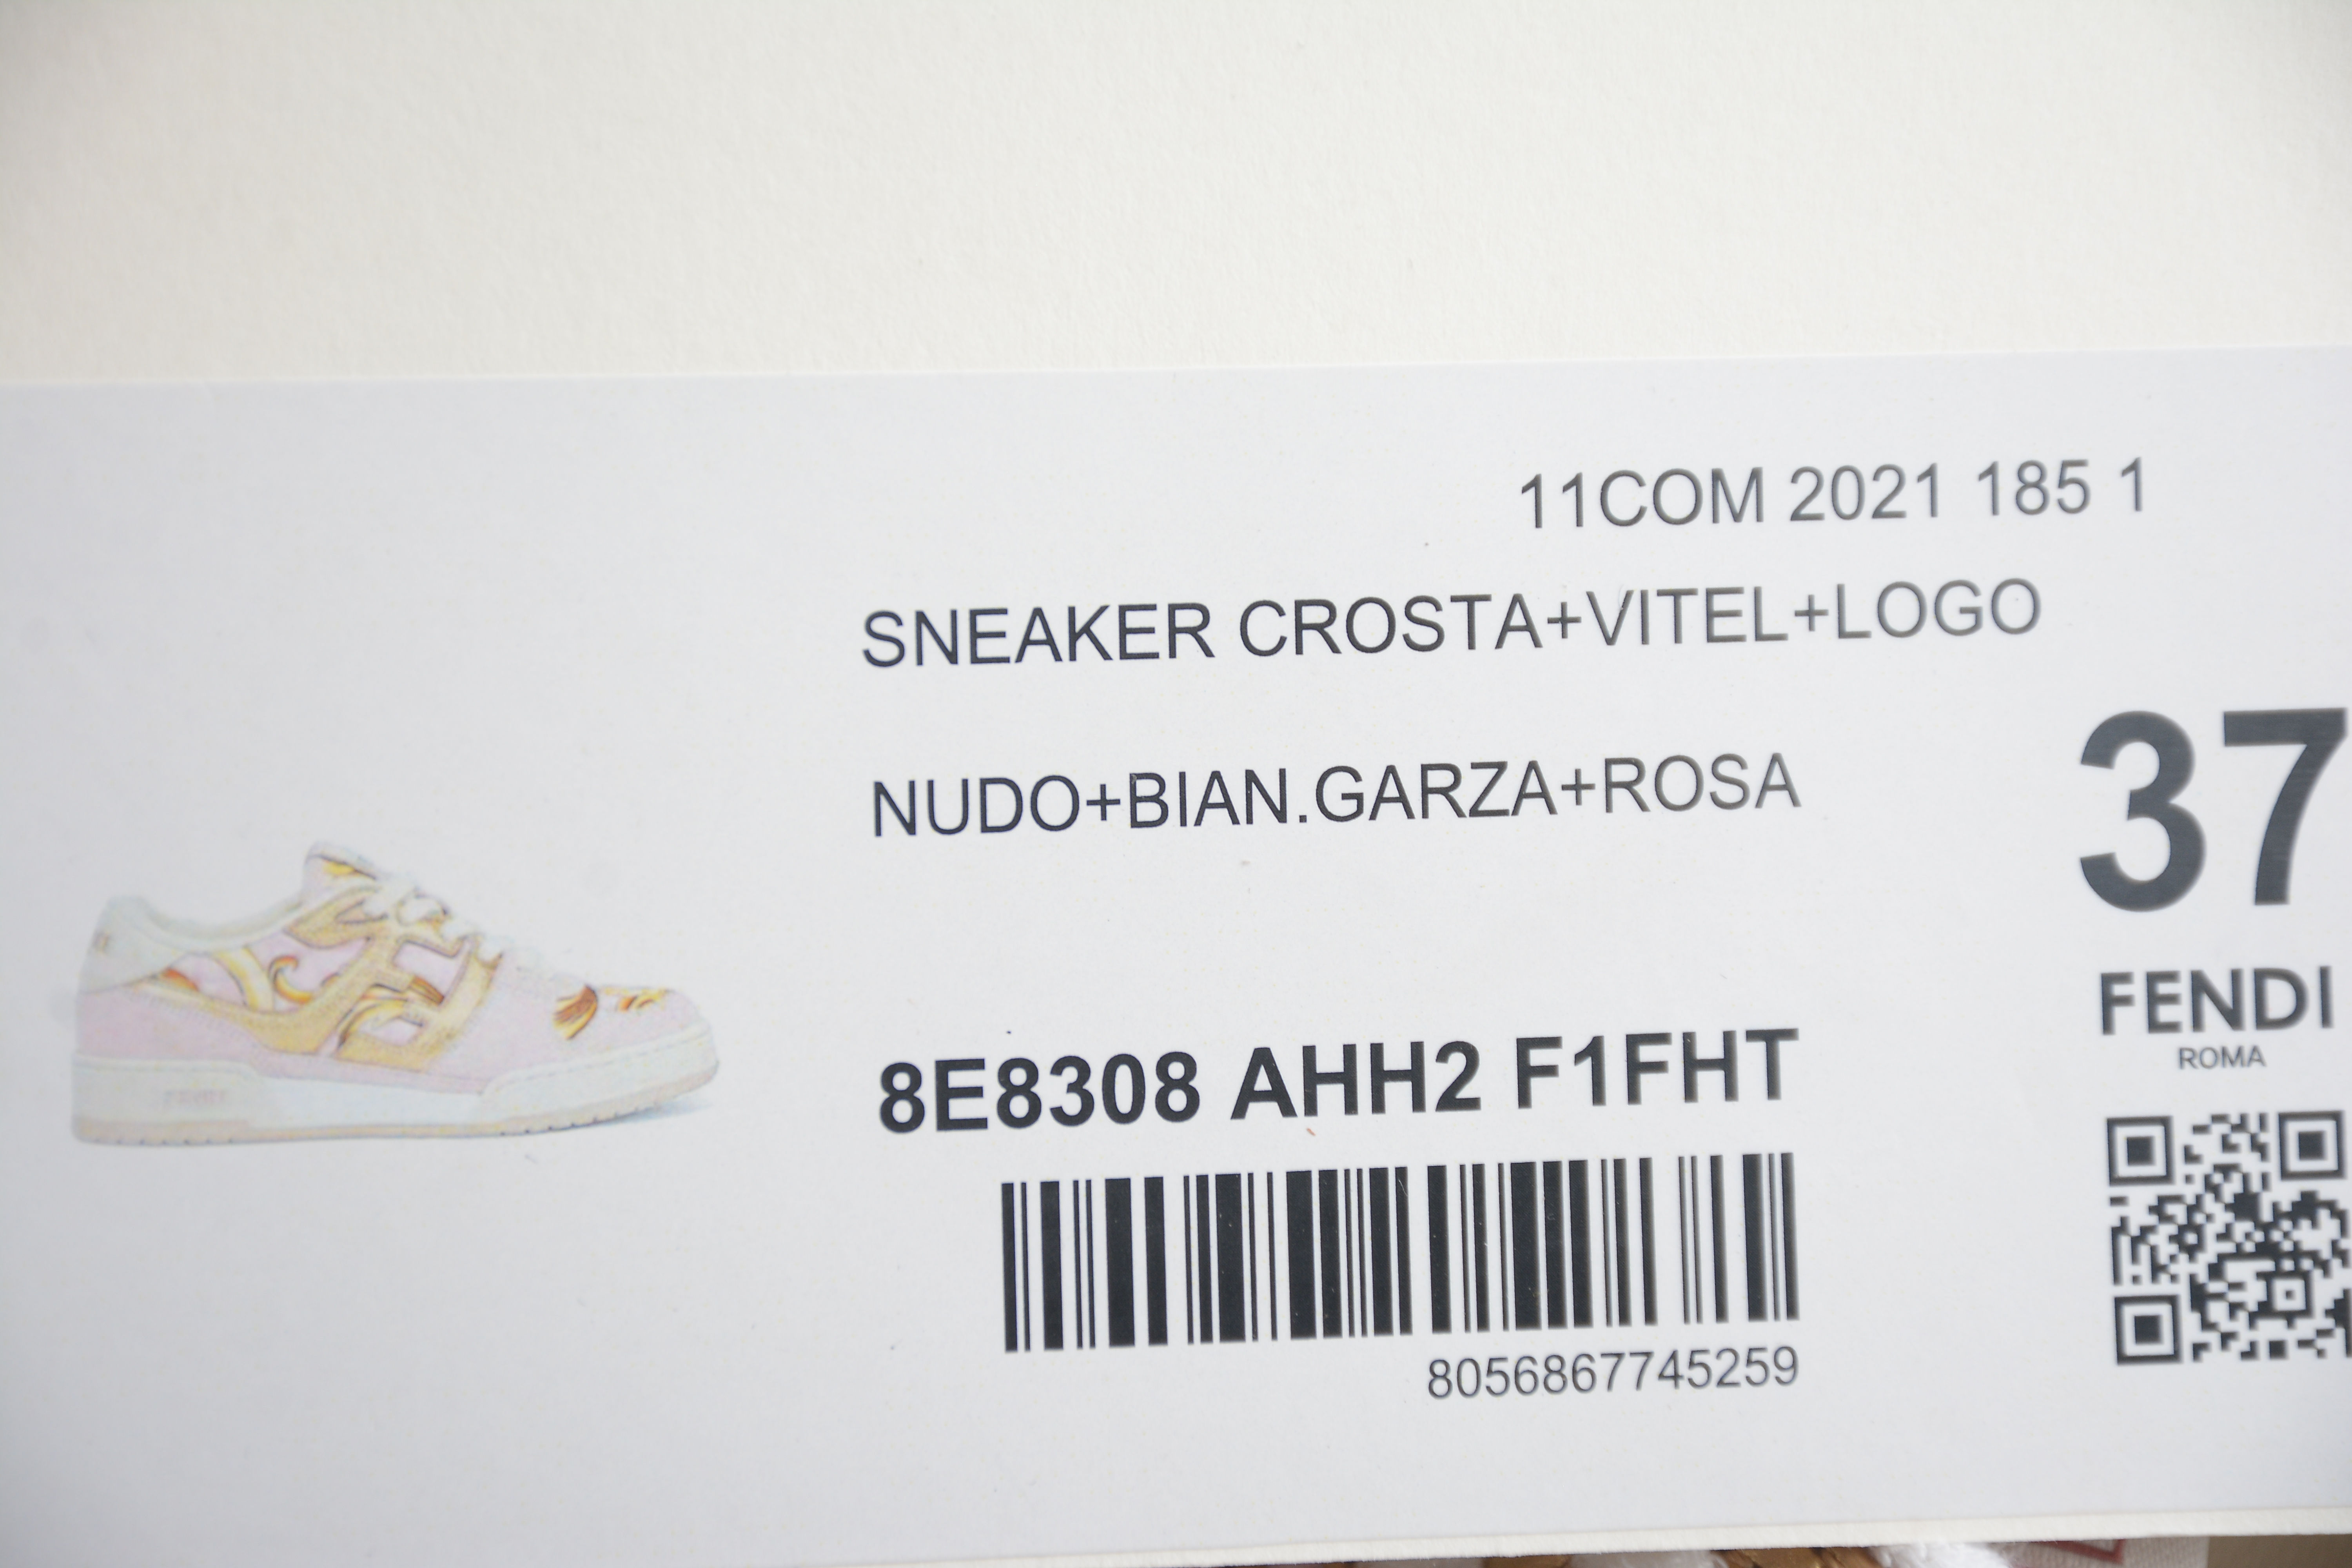 11COM 2021 185 1
SNEAKER CROSTA+VITEL+LOGO
NUDO+BIAN.GARZA+ROSA
37
8E8308 AHH2 F1FHT
FENDI
ROMA
8056867745259